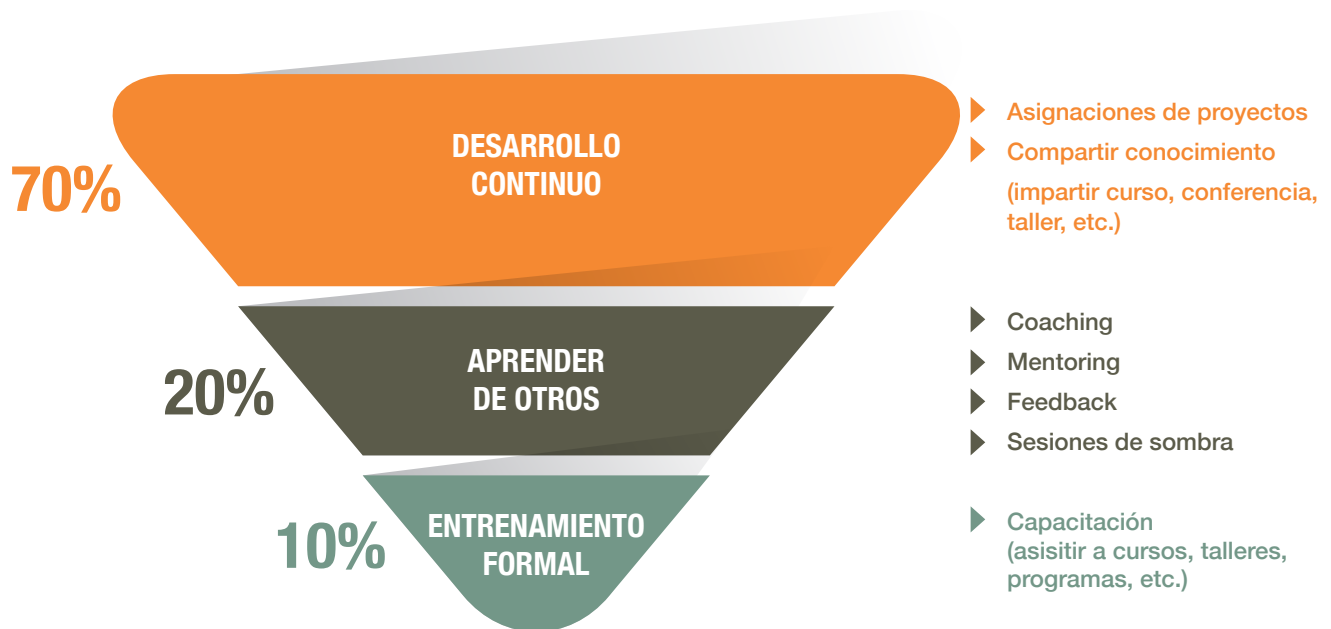 70%
DESARROLLO
CONTINUO
Asignaciones de proyectos
Compartir conocimiento
(impartir curso, conferencia,
taller, etc.)
20%
APRENDER
DE OTROS
Coaching
Mentoring
Feedback
Sesiones de sombra
10%
ENTRENAMIENTO
FORMAL
Capacitación
(asisitir a cursos, talleres,
programas, etc.)